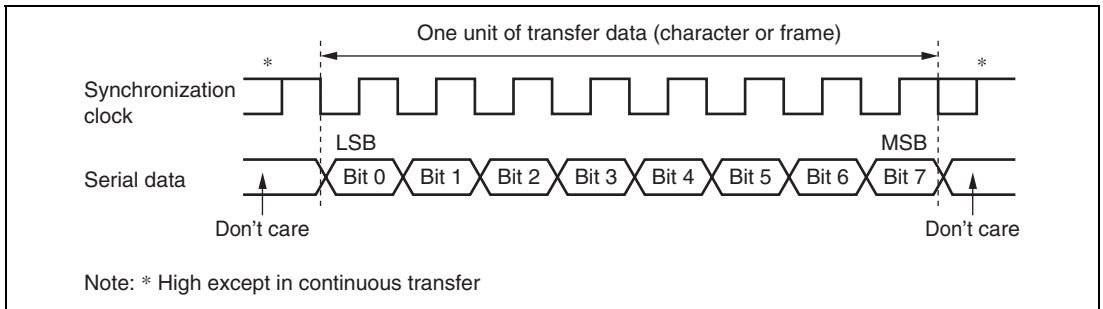 One unit of transfer data (character or frame)
* *
Synchronization
clock
LSB MSB
Serial data Bit 0 Bit 1 Bit 2 Bit 3 Bit 4 Bit 5 Bit 6 Bit 7
Don't care Don't care
Note: * High except in continuous transfer